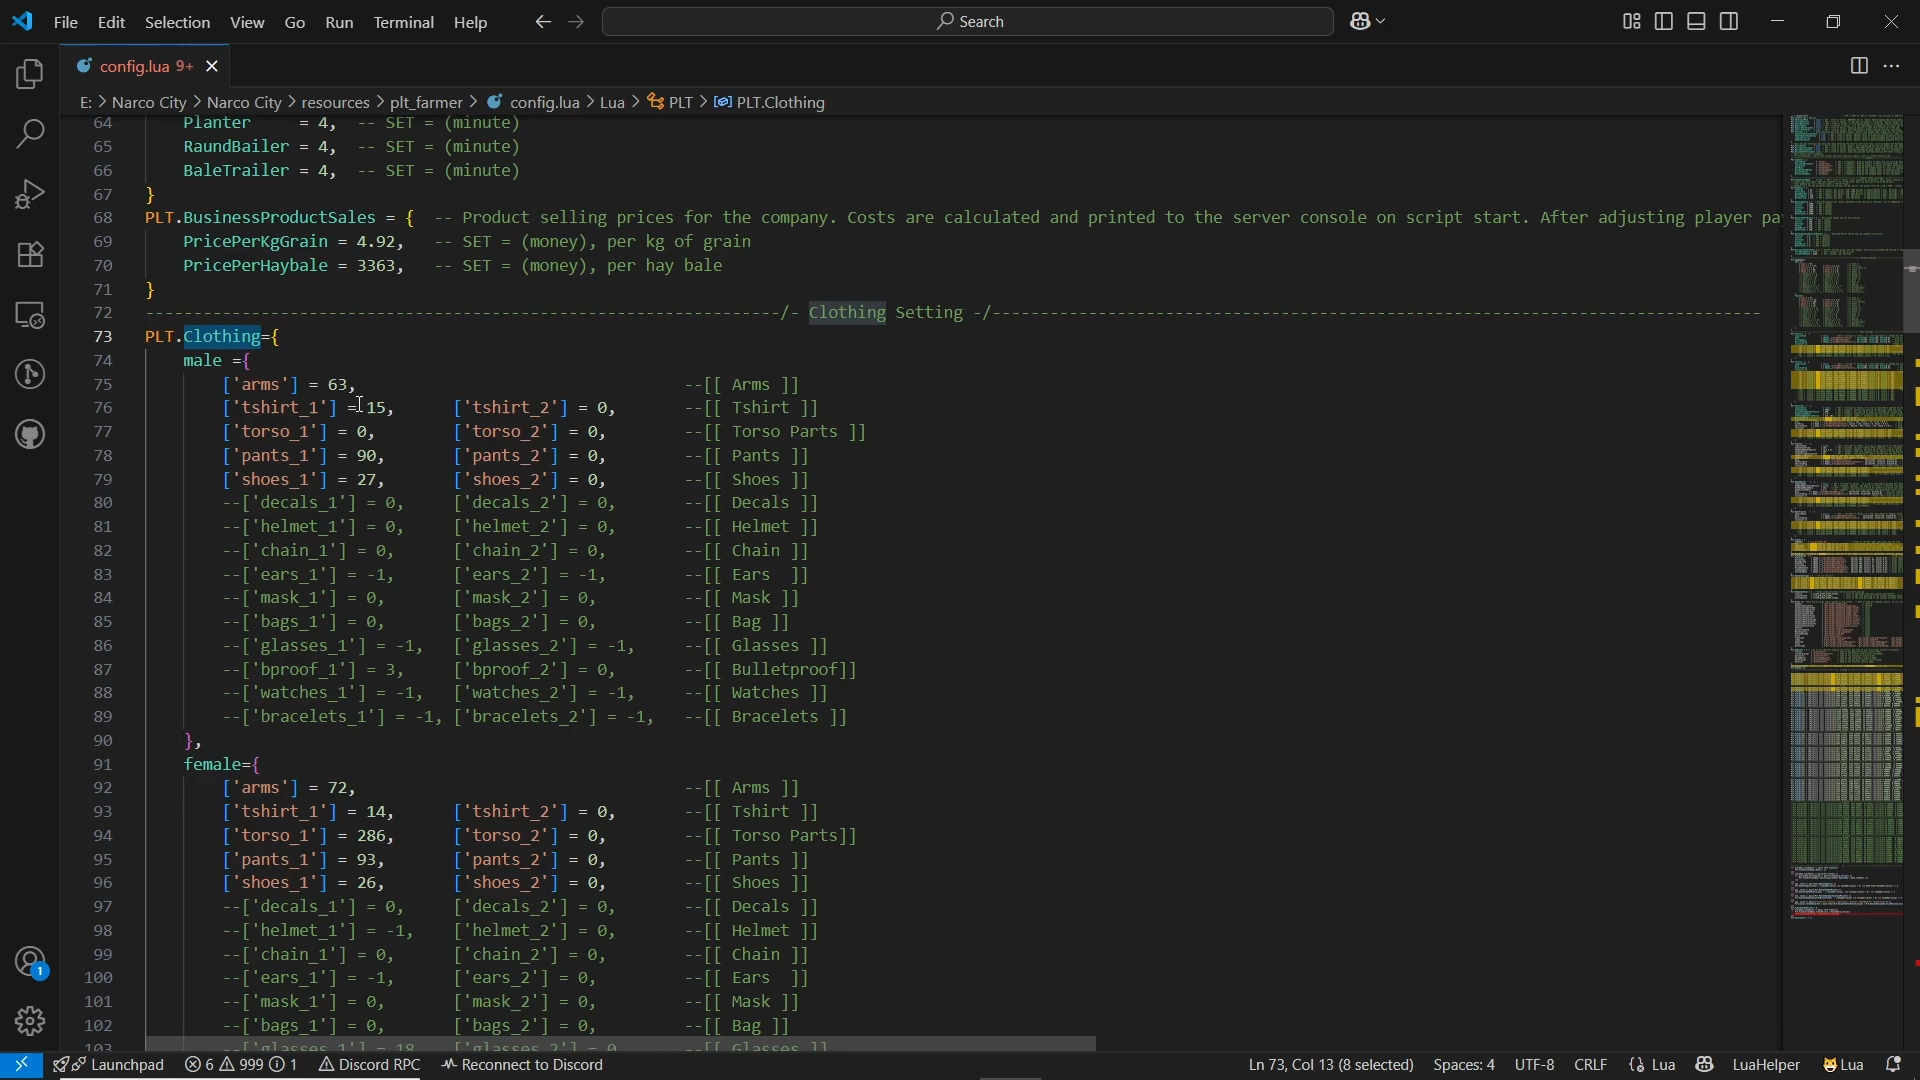 File Edit Selection View Go Run Terminal Help Search
config.lua 9+
E: > Narco City > Narco City > resources > plt_farmer > config.lua > Lua > PLT > PLT.Clothing
64 Planter = 4, -- SET = (minute)
65 RaundBailer = 4, -- SET = (minute)
66 BaleTrailer = 4, -- SET = (minute)
67 }
68 PLT.BusinessProductSales = { -- Product selling prices for the company. Costs are calculated and printed to the server console on script start. After adjusting player pa
69 PricePerKgGrain = 4.92, -- SET = (money), per kg of grain
70 PricePerHaybale = 3363, -- SET = (money), per hay bale
71 }
72 ------------------------------------------------------------------/- Clothing Setting -/--------------------------------------------------------------------------------
73 PLT.Clothing={
74 male ={
75 ['arms'] = 63, --[[ Arms ]]
76 ['tshirt_1'] = 15, ['tshirt_2'] = 0, --[[ Tshirt ]]
77 ['torso_1'] = 0, ['torso_2'] = 0, --[[ Torso Parts ]]
78 ['pants_1'] = 90, ['pants_2'] = 0, --[[ Pants ]]
79 ['shoes_1'] = 27, ['shoes_2'] = 0, --[[ Shoes ]]
80 --['decals_1'] = 0, ['decals_2'] = 0, --[[ Decals ]]
81 --['helmet_1'] = 0, ['helmet_2'] = 0, --[[ Helmet ]]
82 --['chain_1'] = 0, ['chain_2'] = 0, --[[ Chain ]]
83 --['ears_1'] = -1, ['ears_2'] = -1, --[[ Ears ]]
84 --['mask_1'] = 0, ['mask_2'] = 0, --[[ Mask ]]
85 --['bags_1'] = 0, ['bags_2'] = 0, --[[ Bag ]]
86 --['glasses_1'] = -1, ['glasses_2'] = -1, --[[ Glasses ]]
87 --['bproof_1'] = 3, ['bproof_2'] = 0, --[[ Bulletproof]]
88 --['watches_1'] = -1, ['watches_2'] = -1, --[[ Watches ]]
89 --['bracelets_1'] = -1, ['bracelets_2'] = -1, --[[ Bracelets ]]
90 },
91 female={
92 ['arms'] = 72, --[[ Arms ]]
93 ['tshirt_1'] = 14, ['tshirt_2'] = 0, --[[ Tshirt ]]
94 ['torso_1'] = 286, ['torso_2'] = 0, --[[ Torso Parts]]
95 ['pants_1'] = 93, ['pants_2'] = 0, --[[ Pants ]]
96 ['shoes_1'] = 26, ['shoes_2'] = 0, --[[ Shoes ]]
97 --['decals_1'] = 0, ['decals_2'] = 0, --[[ Decals ]]
98 --['helmet_1'] = -1, ['helmet_2'] = 0, --[[ Helmet ]]
99 --['chain_1'] = 0, ['chain_2'] = 0, --[[ Chain ]]
100 --['ears_1'] = -1, ['ears_2'] = 0, --[[ Ears ]]
101 --['mask_1'] = 0, ['mask_2'] = 0, --[[ Mask ]]
102 --['bags_1'] = 0, ['bags_2'] = 0, --[[ Bag ]]
103 --['glasses_1'] = 18, ['glasses_2'] = 0, --[[ Glasses ]]
1
Launchpad 6 999 1 Discord RPC Reconnect to Discord Ln 73, Col 13 (8 selected) Spaces: 4 UTF-8 CRLF {} Lua LuaHelper Lua